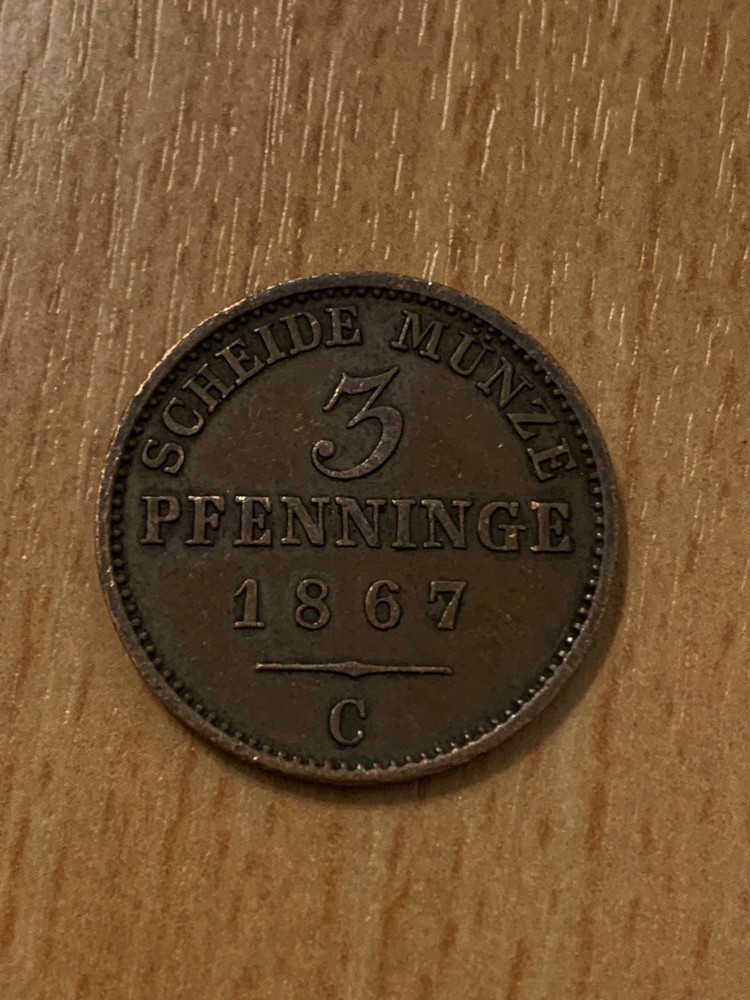 SCHEIDE MÜNZE
3
PFENNINGE
1867
C